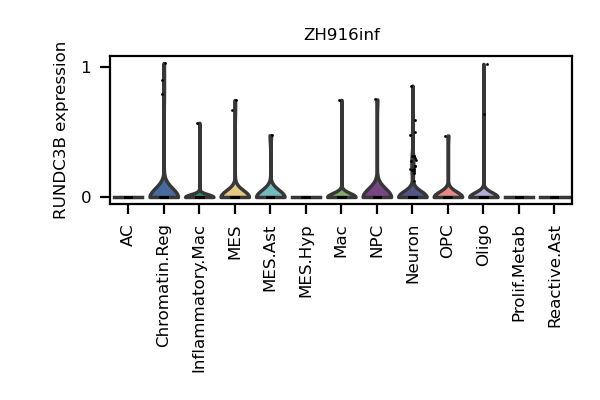 ZH916inf
RUNDC3B expression
1
0
AC
Chromatin.Reg
Inflammatory.Mac
MES
MES.Ast
MES.Hyp
Mac
NPC
Neuron
OPC
Oligo
Prolif.Metab
Reactive.Ast